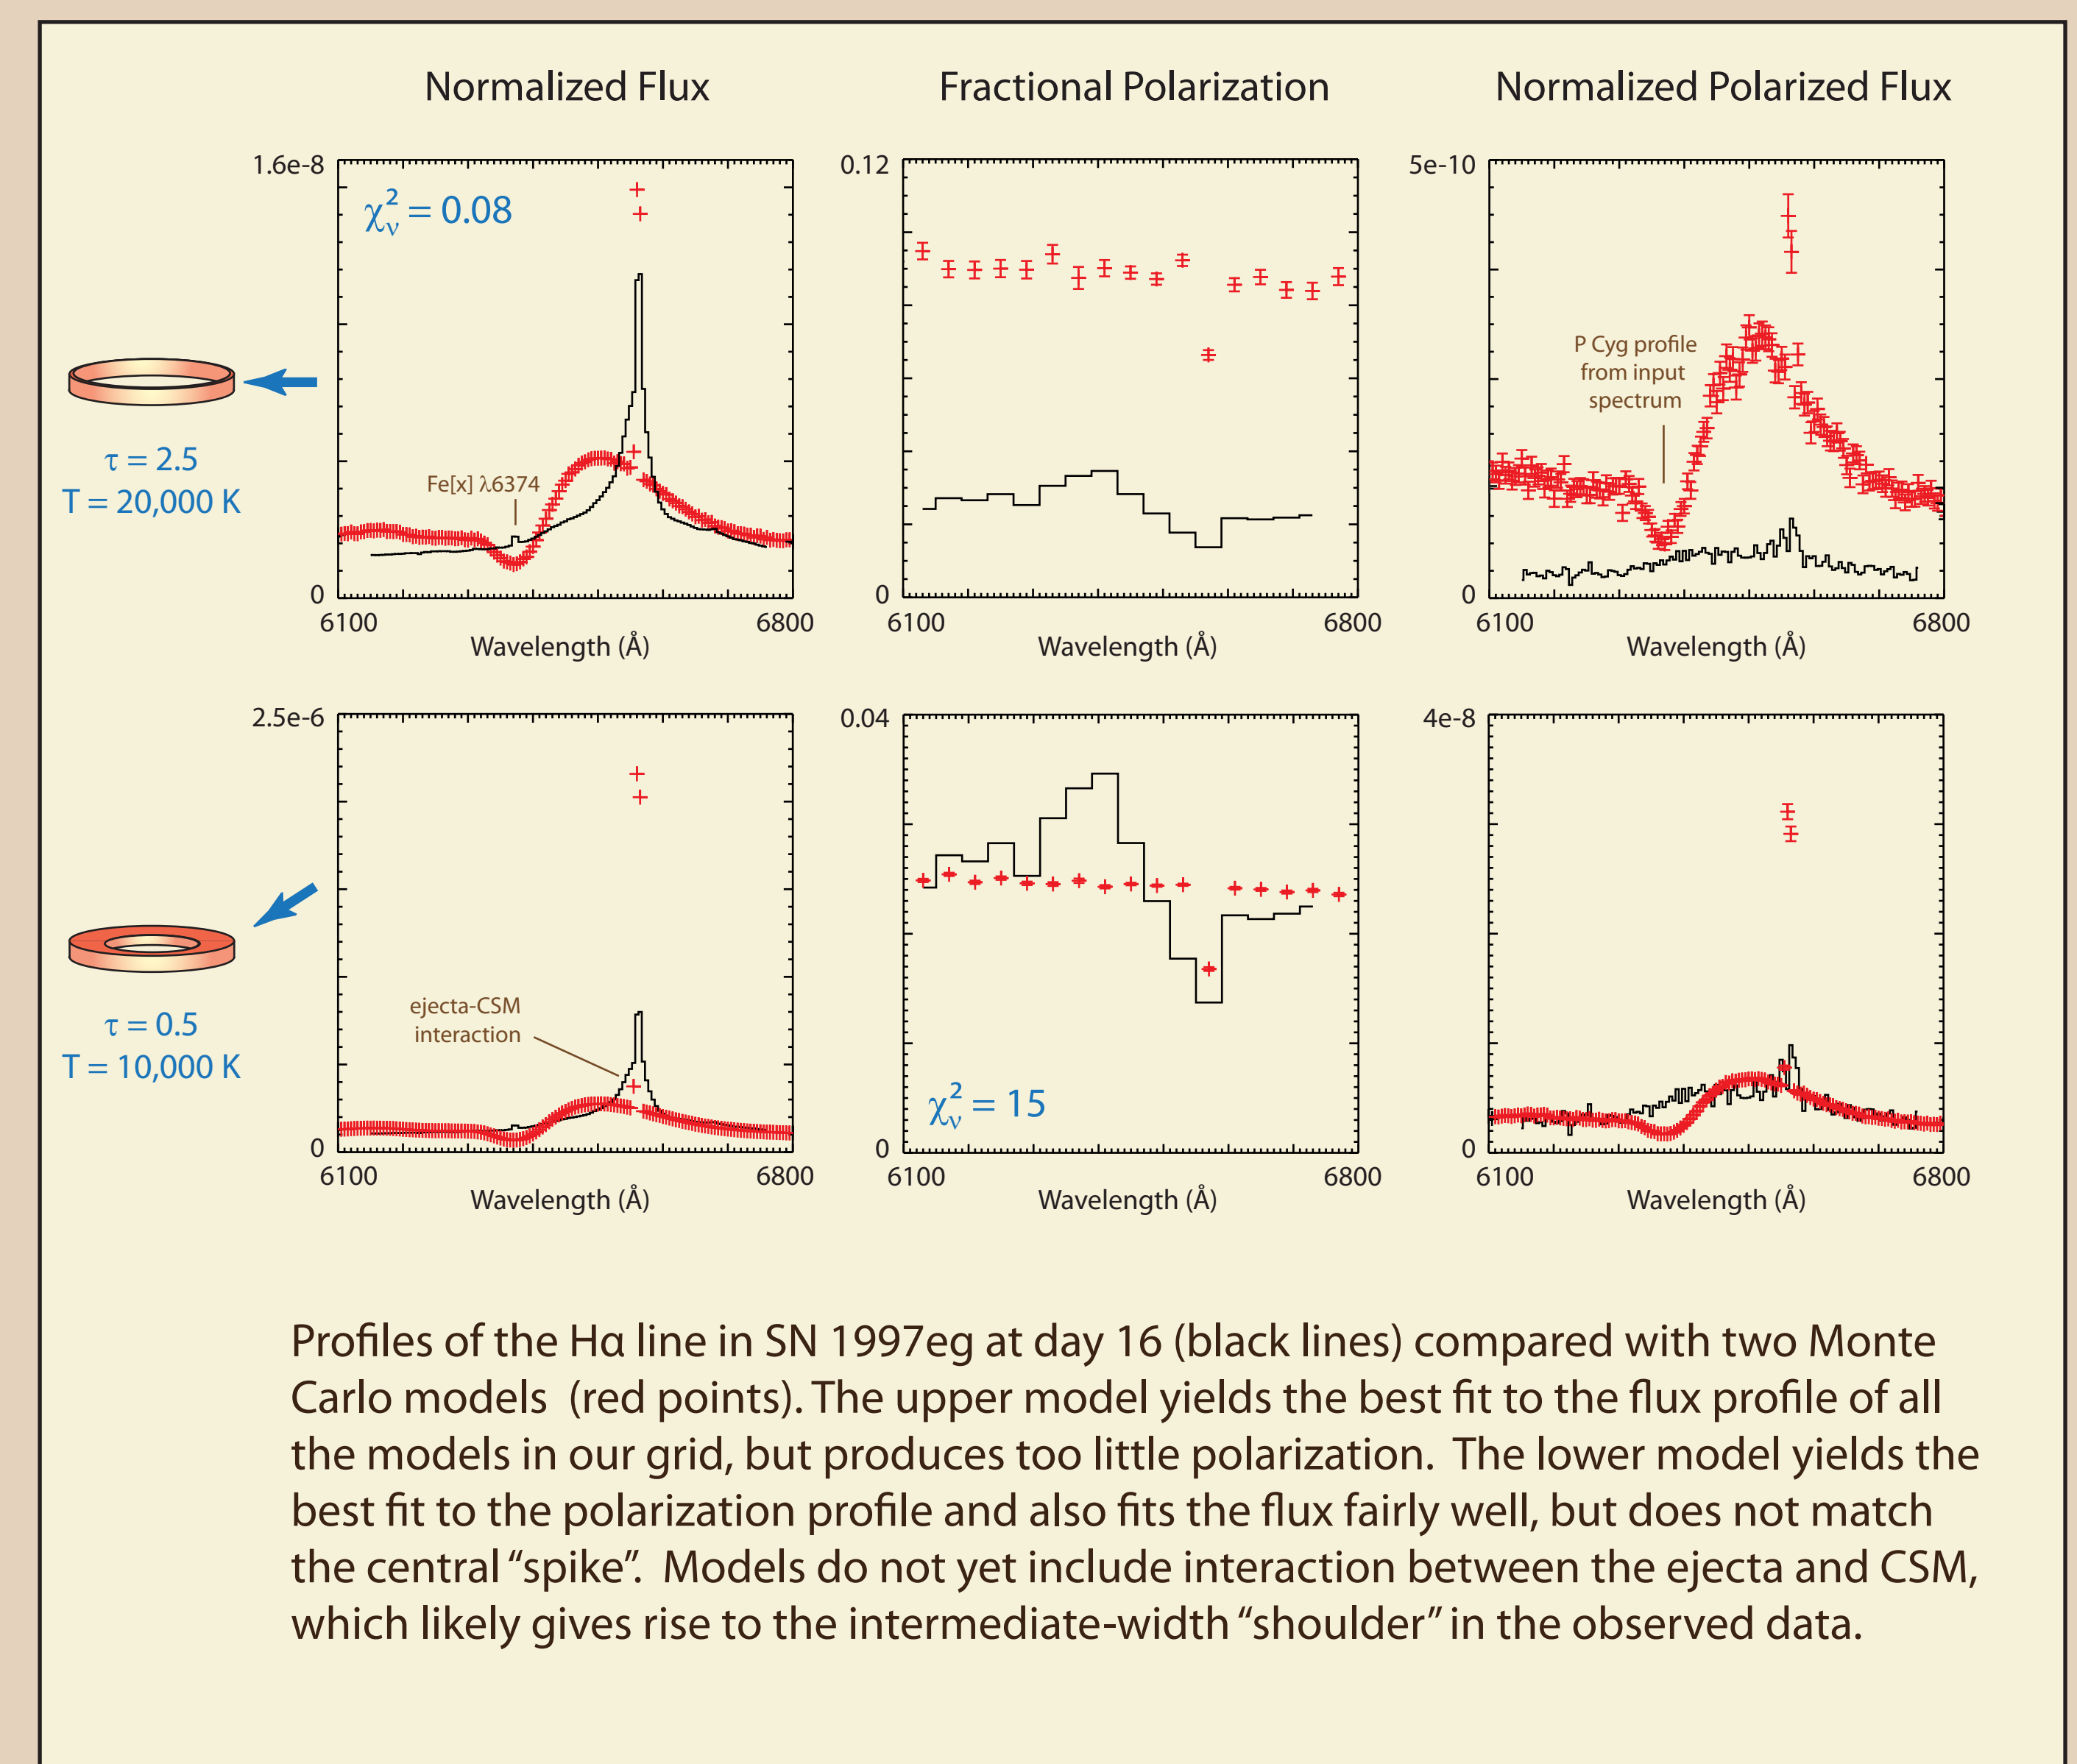 Normalized Flux
Fractional Polarization
Normalized Polarized Flux
1.6e-8
χ²ᵥ = 0.08
Fe[x] λ6374
0
6100
6800
Wavelength (Å)
0.12
0
6100
6800
Wavelength (Å)
5e-10
P Cyg profile
from input
spectrum
0
6100
6800
Wavelength (Å)
τ = 2.5
T = 20,000 K
2.5e-6
ejecta-CSM
interaction
0
6100
6800
Wavelength (Å)
0.04
χ²ᵥ = 15
0
6100
6800
Wavelength (Å)
4e-8
0
6100
6800
Wavelength (Å)
τ = 0.5
T = 10,000 K
Profiles of the Hα line in SN 1997eg at day 16 (black lines) compared with two Monte
Carlo models (red points). The upper model yields the best fit to the flux profile of all
the models in our grid, but produces too little polarization. The lower model yields the
best fit to the polarization profile and also fits the flux fairly well, but does not match
the central “spike”. Models do not yet include interaction between the ejecta and CSM,
which likely gives rise to the intermediate-width “shoulder” in the observed data.